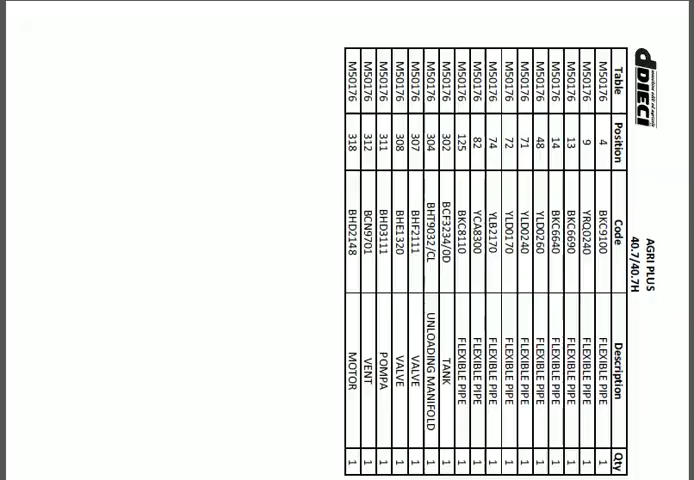 DIECI
AGRI PLUS
40.7/40.7H
Table Position Code Description Qty
M50176 4 BKC9100 FLEXIBLE PIPE 1
M50176 9 YRQ0240 FLEXIBLE PIPE 1
M50176 13 BKC6690 FLEXIBLE PIPE 1
M50176 14 BKC6640 FLEXIBLE PIPE 1
M50176 48 YLD0260 FLEXIBLE PIPE 1
M50176 71 YLD0240 FLEXIBLE PIPE 1
M50176 72 YLD0170 FLEXIBLE PIPE 1
M50176 74 YLB2170 FLEXIBLE PIPE 1
M50176 82 YCA8300 FLEXIBLE PIPE 1
M50176 125 BKC8110 FLEXIBLE PIPE 1
M50176 302 BCF3234/0D TANK 1
M50176 304 BHT9032/CL UNLOADING MANIFOLD 1
M50176 307 BHF2111 VALVE 1
M50176 308 BHE1320 VALVE 1
M50176 311 BHD3111 POMPA 1
M50176 312 BCN9701 VENT 1
M50176 318 BHD2148 MOTOR 1